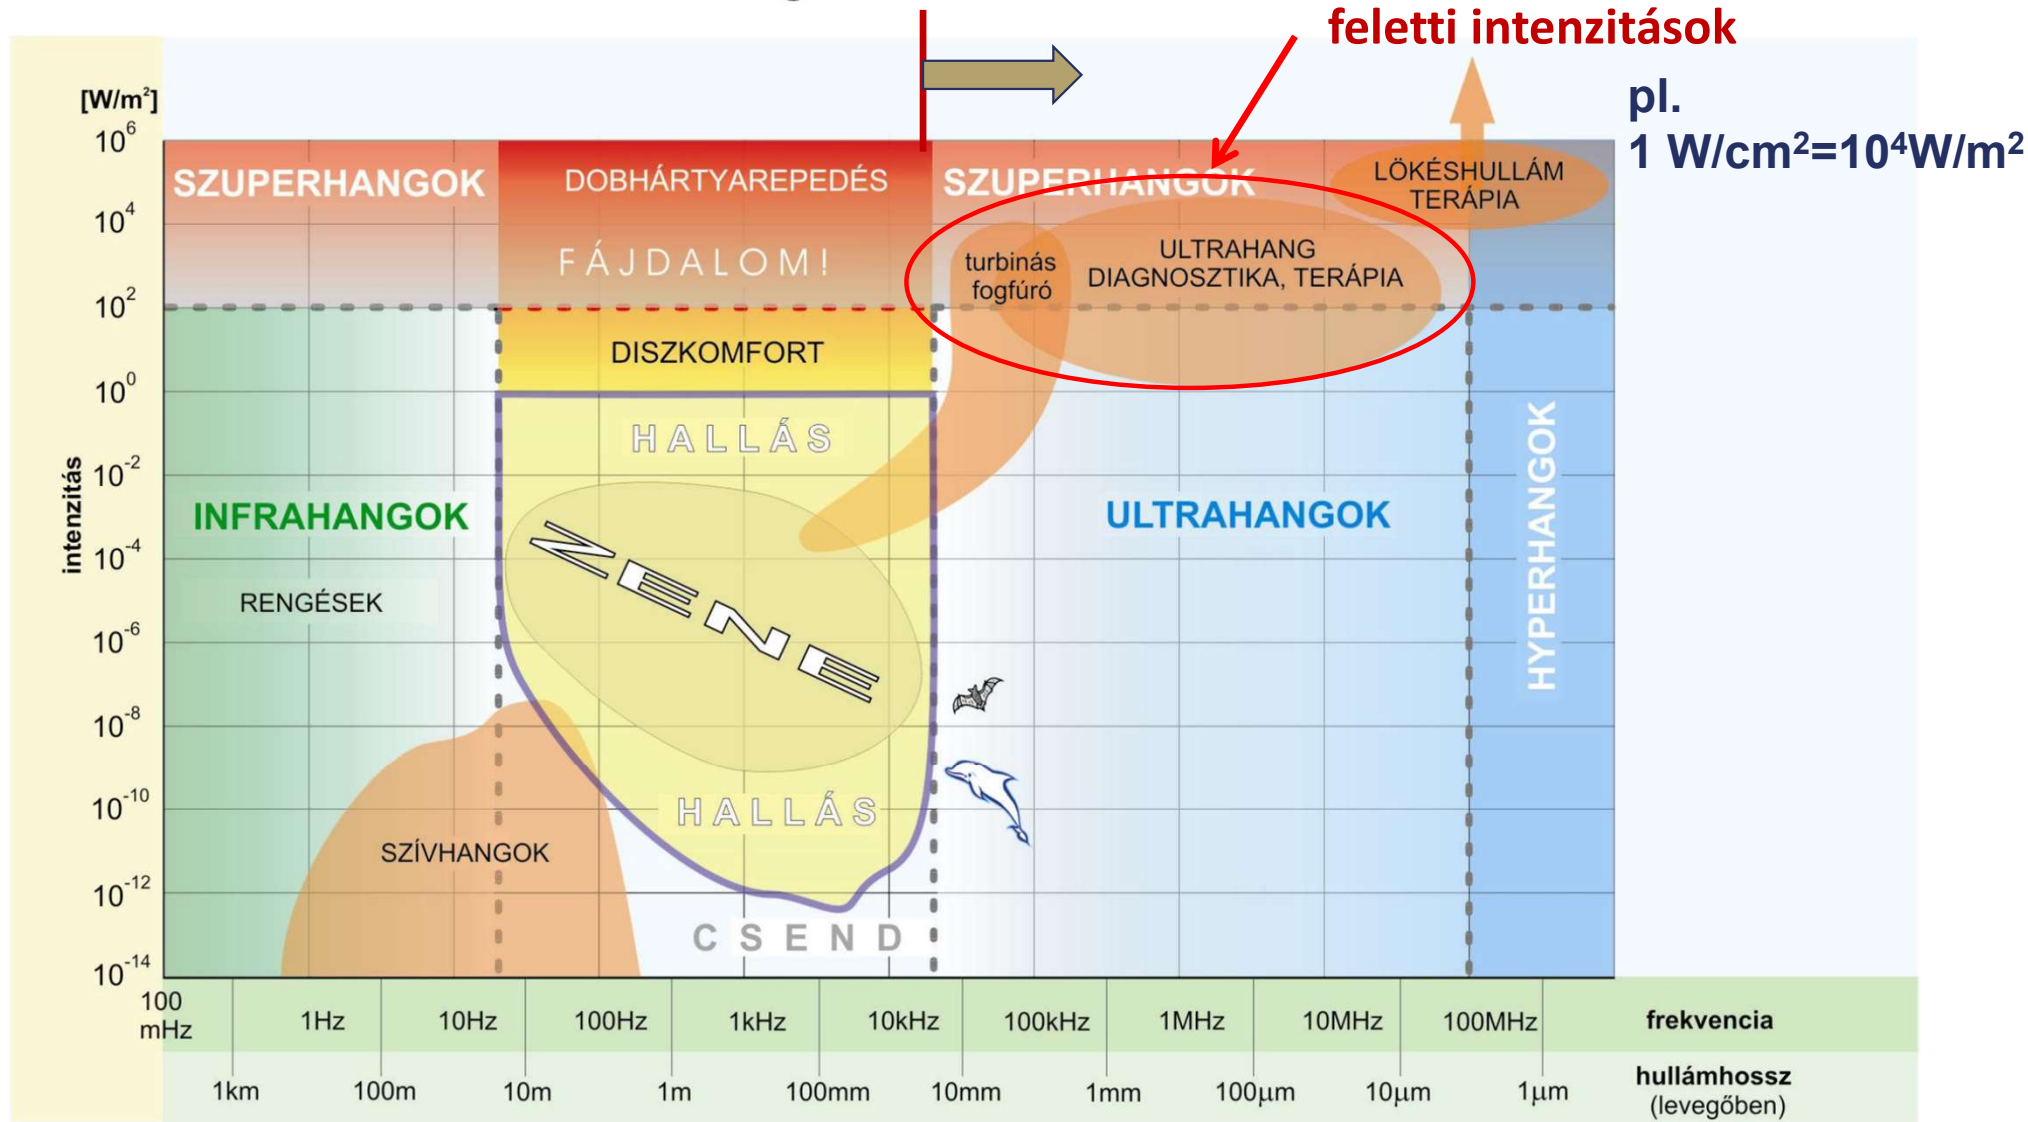 feletti intenzitások
pl.
1 W/cm²=10⁴W/m²
[W/m²]
10⁶
10⁴
10²
10⁰
10⁻²
10⁻⁴
10⁻⁶
10⁻⁸
10⁻¹⁰
10⁻¹²
10⁻¹⁴
intenzitás
SZUPERHANGOK
DOBHÁRTYAREPEDÉS
SZUPERHANGOK
LÖKÉSHULLÁM
TERÁPIA
FÁJDALOM!
turbinás
fogfúró
ULTRAHANG
DIAGNOSZTIKA, TERÁPIA
DISZKOMFORT
HALLÁS
INFRAHANGOK
ZENE
ULTRAHANGOK
HYPERHANGOK
RENGÉSEK
HALLÁS
SZÍVHANGOK
CSEND
100
mHz
1Hz
10Hz
100Hz
1kHz
10kHz
100kHz
1MHz
10MHz
100MHz
frekvencia
1km
100m
10m
1m
100mm
10mm
1mm
100µm
10µm
1µm
hullámhossz
(levegőben)